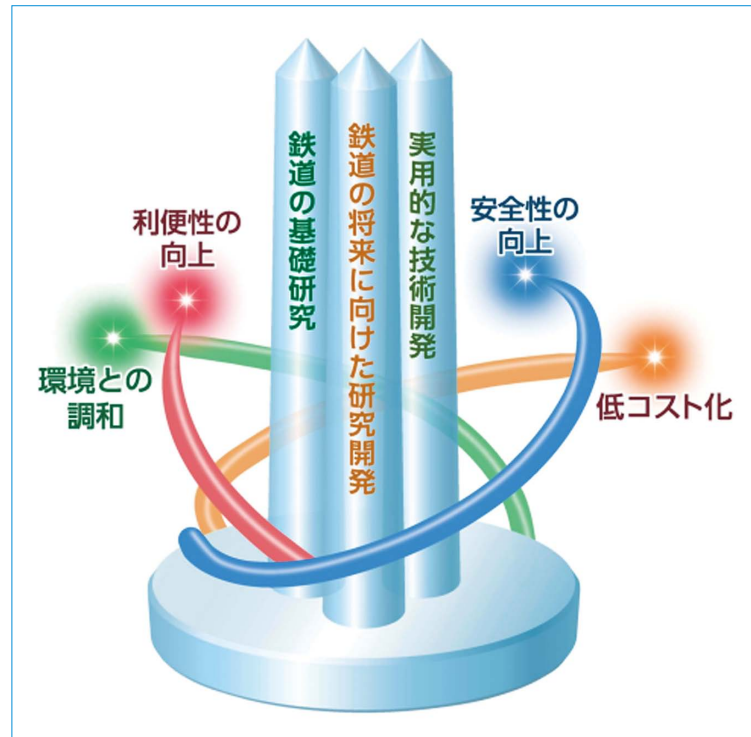 鉄道の基礎研究
鉄道の将来に向けた研究開発
実用的な技術開発
利便性の
向上
環境との
調和
安全性の
向上
低コスト化